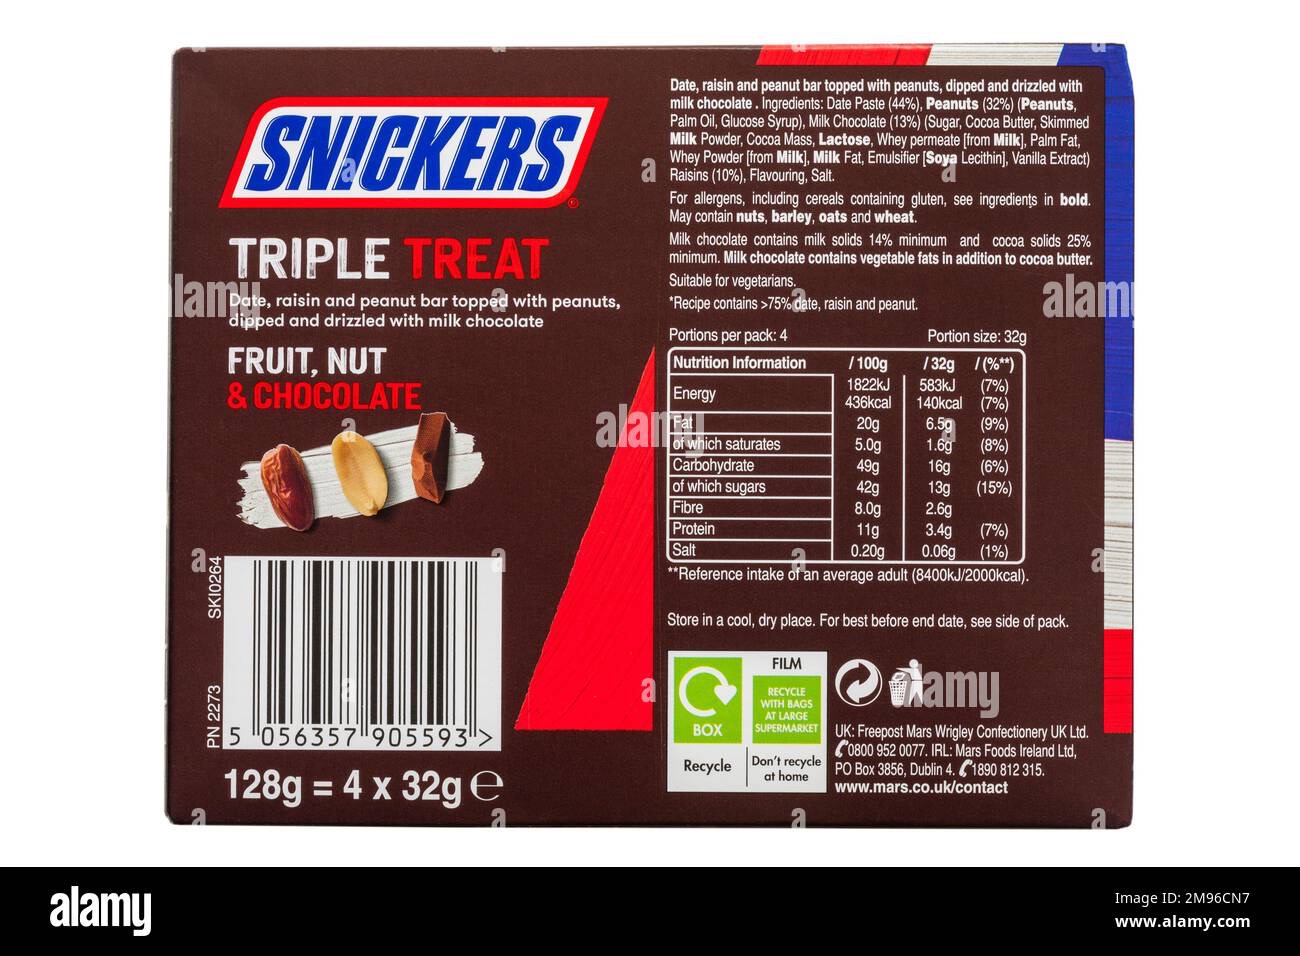 SNICKERS®
TRIPLE TREAT
Date, raisin and peanut bar topped with peanuts,
dipped and drizzled with milk chocolate
FRUIT, NUT
& CHOCOLATE
SKI0264
PN 2273
5 056357 905593 >
128g = 4 x 32g ℮
Date, raisin and peanut bar topped with peanuts, dipped and drizzled with
milk chocolate . Ingredients: Date Paste (44%), Peanuts (32%) (Peanuts,
Palm Oil, Glucose Syrup), Milk Chocolate (13%) (Sugar, Cocoa Butter, Skimmed
Milk Powder, Cocoa Mass, Lactose, Whey permeate [from Milk], Palm Fat,
Whey Powder [from Milk], Milk Fat, Emulsifier [Soya Lecithin], Vanilla Extract)
Raisins (10%), Flavouring, Salt.
For allergens, including cereals containing gluten, see ingredients in bold.
May contain nuts, barley, oats and wheat.
Milk chocolate contains milk solids 14% minimum and cocoa solids 25%
minimum. Milk chocolate contains vegetable fats in addition to cocoa butter.
Suitable for vegetarians.
*Recipe contains >75% date, raisin and peanut.
Portions per pack: 4 Portion size: 32g
Nutrition Information / 100g / 32g / (%**)
Energy 1822kJ 583kJ (7%)
436kcal 140kcal (7%)
Fat 20g 6.5g (9%)
of which saturates 5.0g 1.6g (8%)
Carbohydrate 49g 16g (6%)
of which sugars 42g 13g (15%)
Fibre 8.0g 2.6g
Protein 11g 3.4g (7%)
Salt 0.20g 0.06g (1%)
**Reference intake of an average adult (8400kJ/2000kcal).
Store in a cool, dry place. For best before end date, see side of pack.
BOX
Recycle
FILM
RECYCLE
WITH BAGS
AT LARGE
SUPERMARKET
Don't recycle
at home
UK: Freepost Mars Wrigley Confectionery UK Ltd.
0800 952 0077. IRL: Mars Foods Ireland Ltd,
PO Box 3856, Dublin 4. 1890 812 315.
www.mars.co.uk/contact
alamy
Image ID: 2M96CN7
www.alamy.com